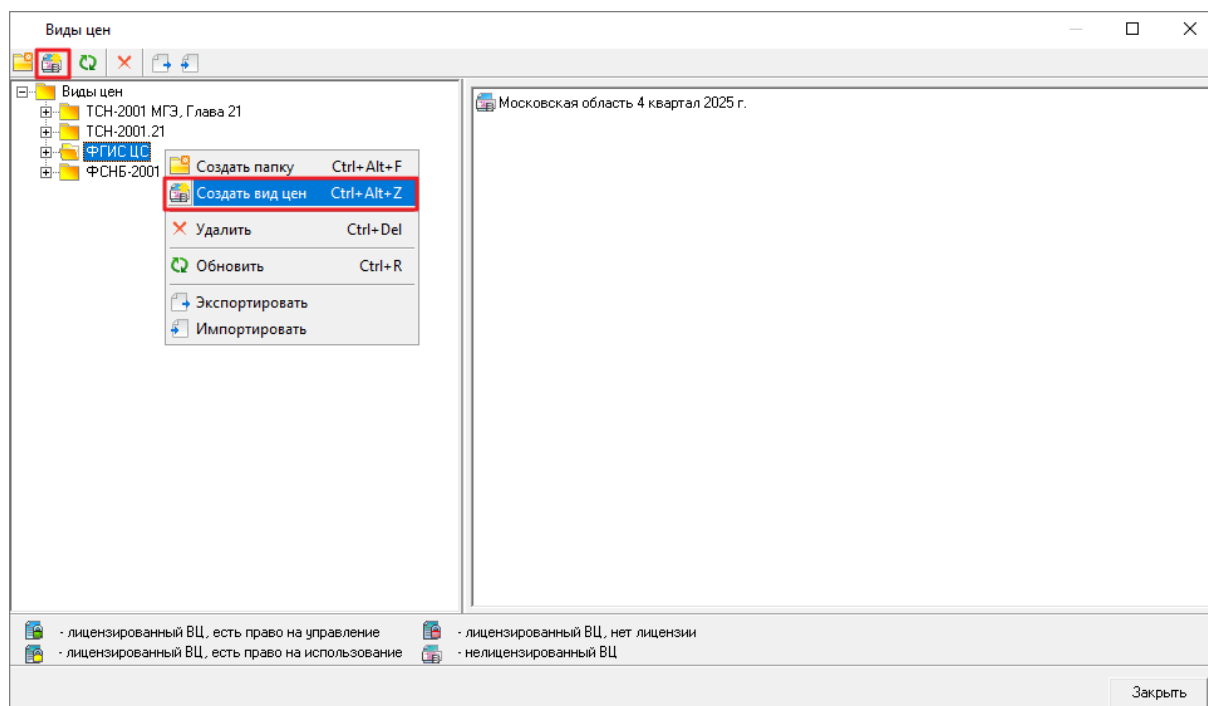 Виды цен
Виды цен
ТСН-2001 МГЭ, Глава 21
ТСН-2001.21
ФГИС ЦС
ФСНБ-2001
Московская область 4 квартал 2025 г.
Создать папку Ctrl+Alt+F
Создать вид цен Ctrl+Alt+Z
Удалить Ctrl+Del
Обновить Ctrl+R
Экспортировать
Импортировать
- лицензированный ВЦ, есть право на управление
- лицензированный ВЦ, нет лицензии
- лицензированный ВЦ, есть право на использование
- нелицензированный ВЦ
Закрыть